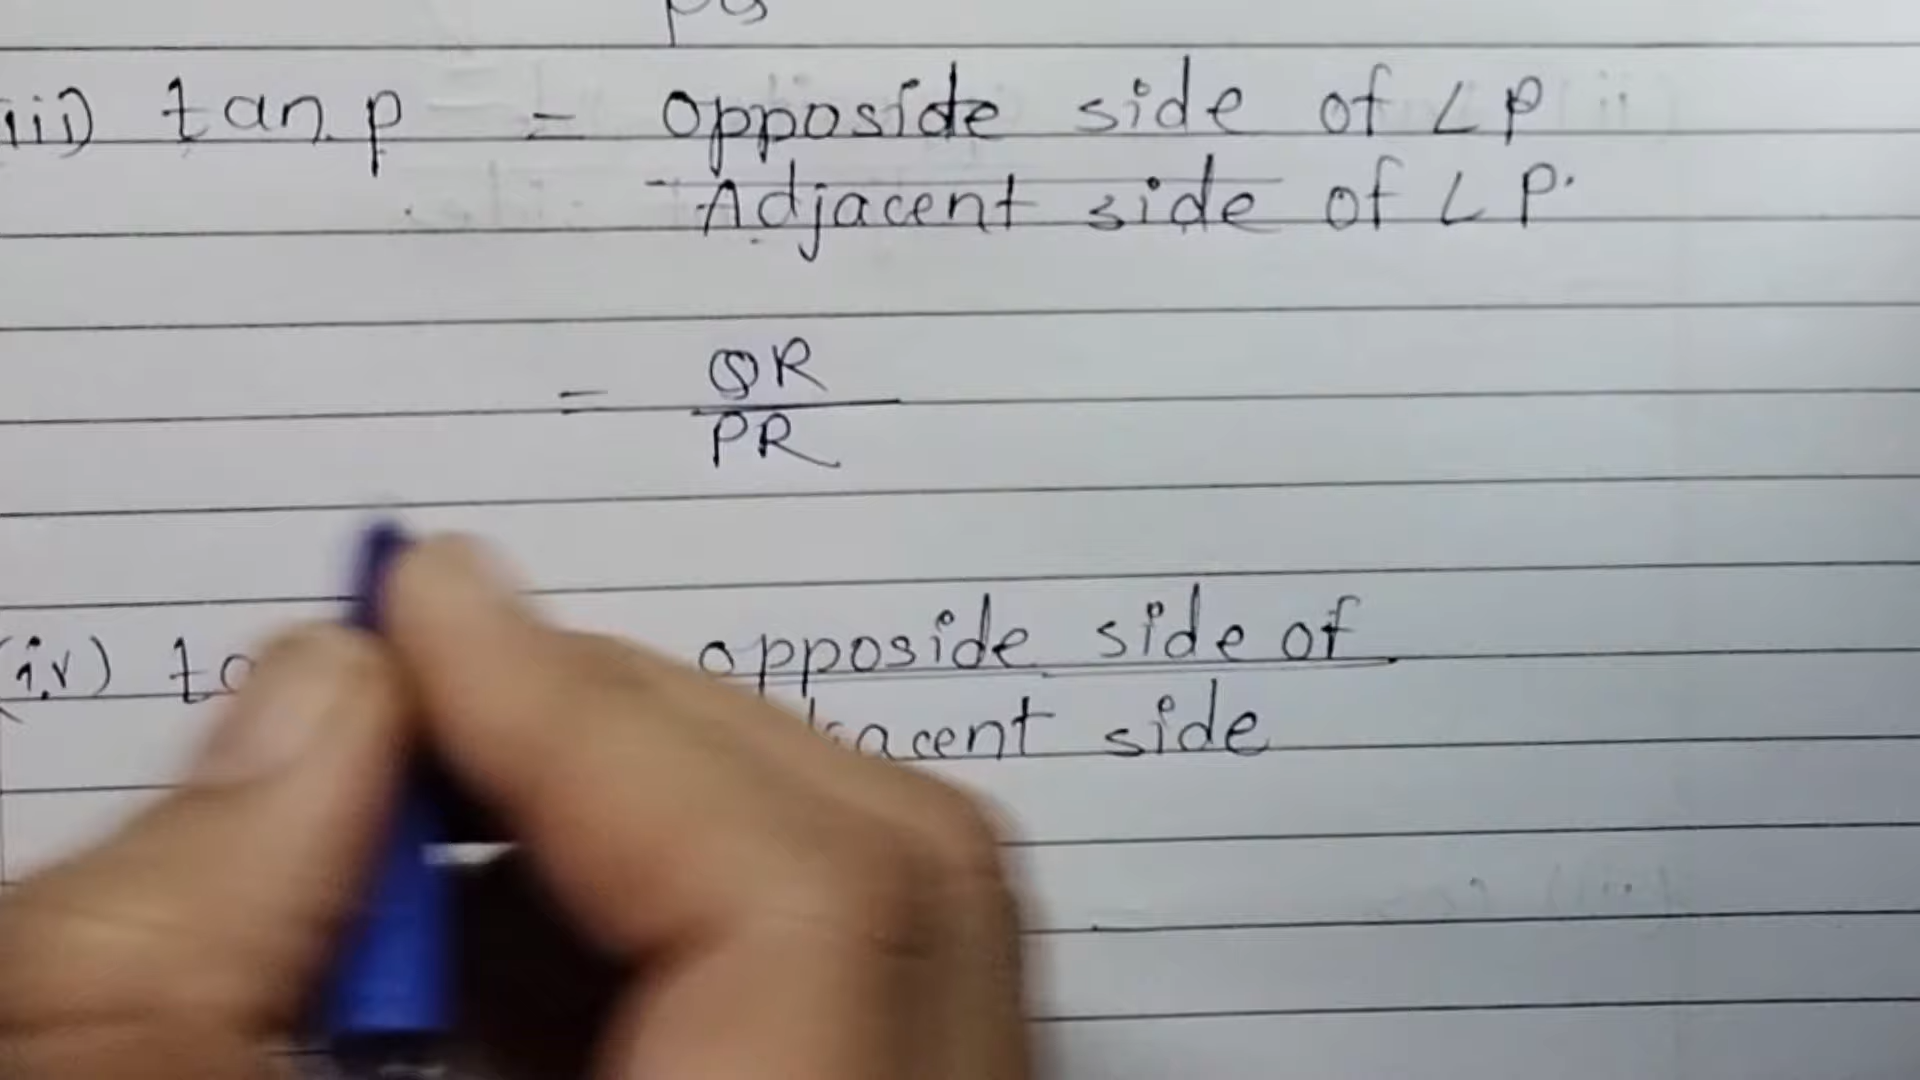 iii) tan p = opposide side of ∠P
Adjacent side of ∠P.
= QR
PR
(iv) opposide side of
side